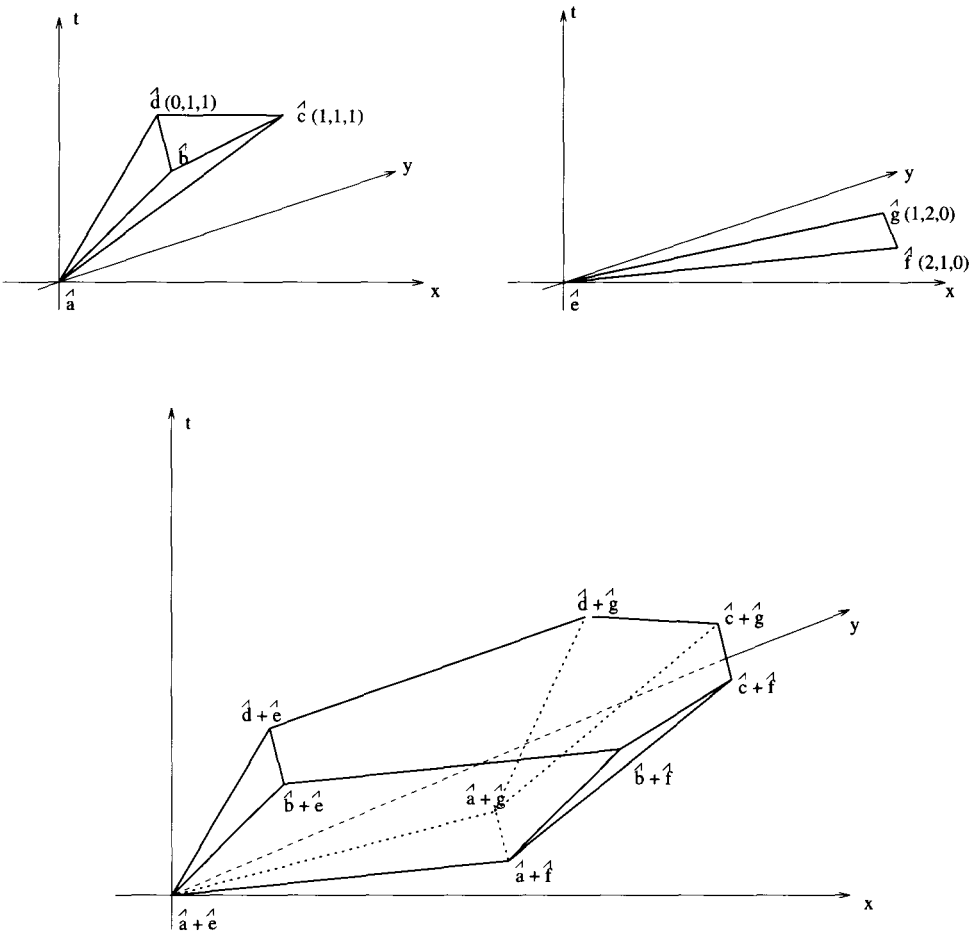 t
d̂ (0,1,1)
ĉ (1,1,1)
b̂
y
x
â
t
y
ĝ (1,2,0)
f̂ (2,1,0)
x
ê
t
d̂ + ĝ
ĉ + ĝ
y
ĉ + f̂
d̂ + ê
b̂ + f̂
b̂ + ê
â + ĝ
â + f̂
x
â + ê